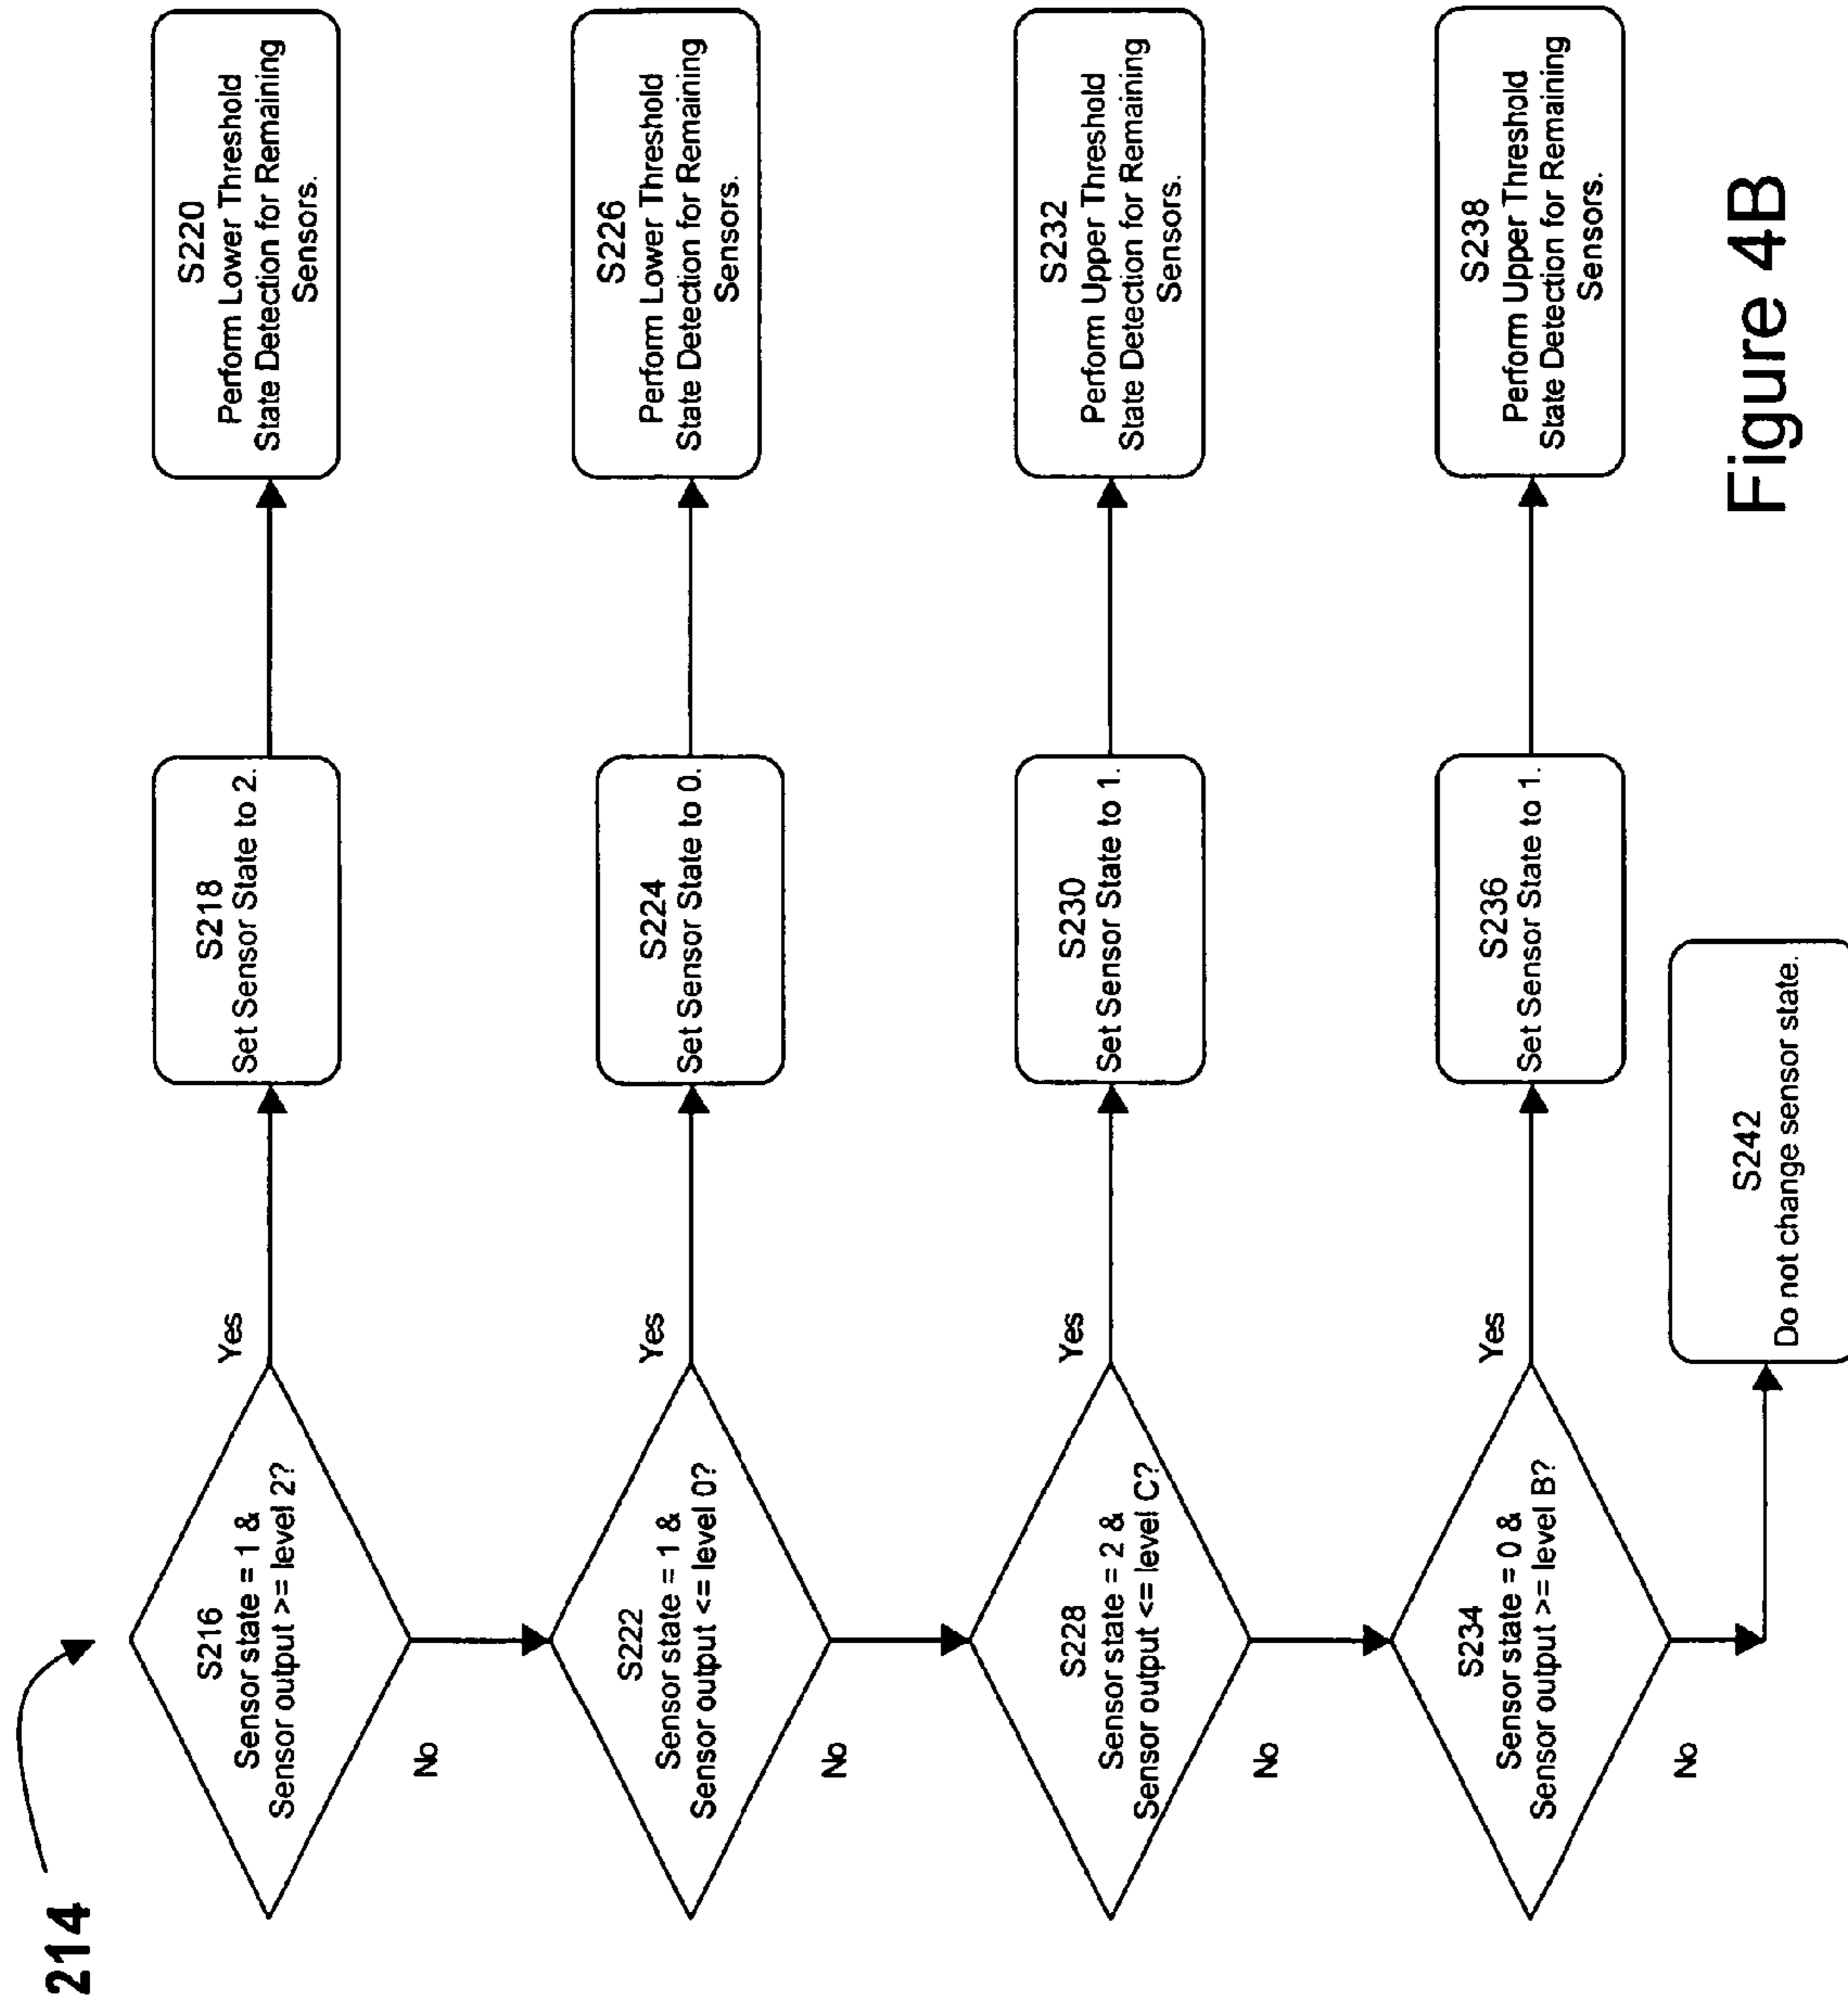 214
S216
Sensor state = 1 &
Sensor output >= level 2?
Yes
S218
Set Sensor State to 2.
S220
Perform Lower Threshold
State Detection for Remaining
Sensors.
No
S222
Sensor state = 1 &
Sensor output <= level 0?
Yes
S224
Set Sensor State to 0.
S226
Perform Lower Threshold
State Detection for Remaining
Sensors.
No
S228
Sensor state = 2 &
Sensor output <= level C?
Yes
S230
Set Sensor State to 1.
S232
Perform Upper Threshold
State Detection for Remaining
Sensors.
No
S234
Sensor state = 0 &
Sensor output >= level B?
Yes
S236
Set Sensor State to 1.
S238
Perform Upper Threshold
State Detection for Remaining
Sensors.
No
S242
Do not change sensor state.
Figure 4B